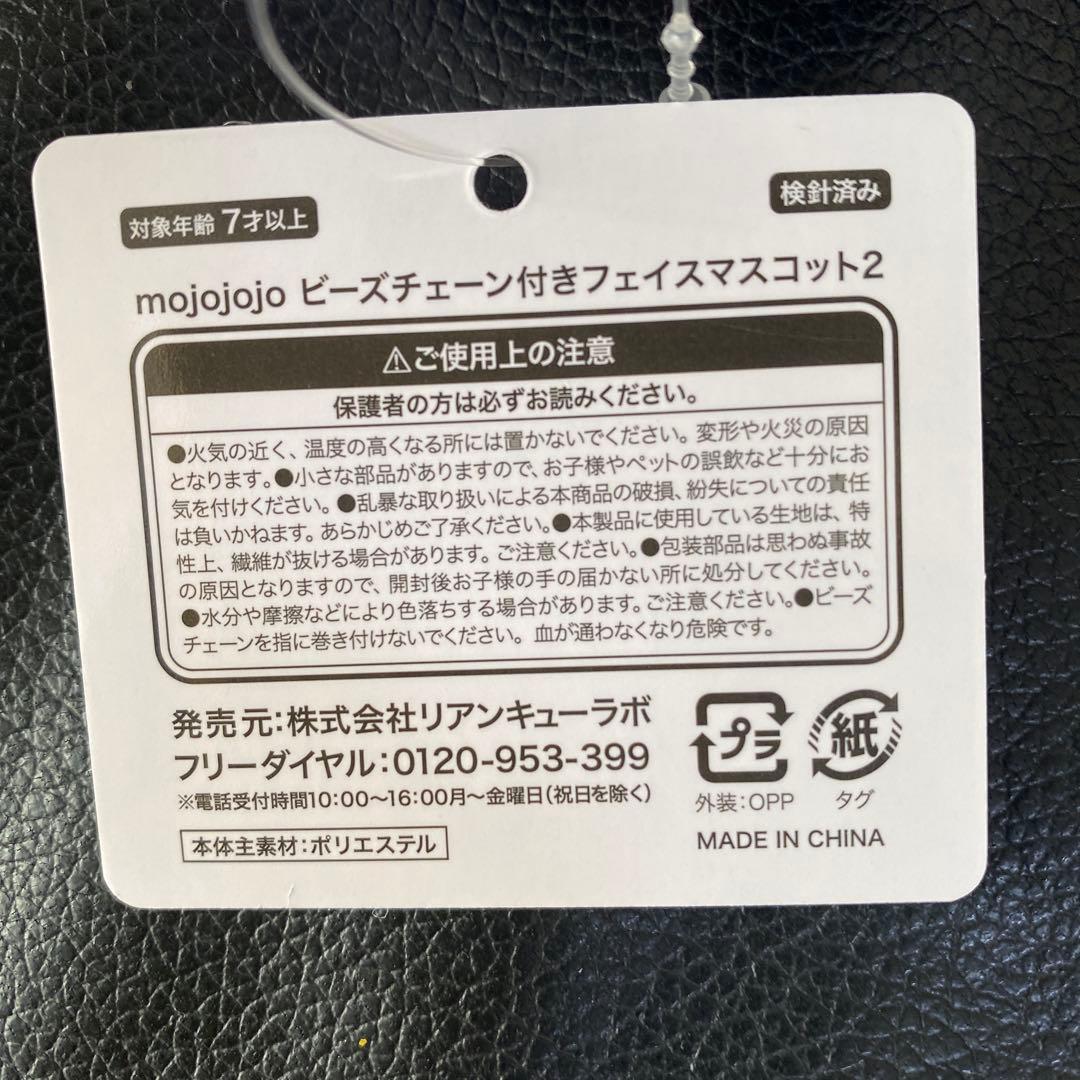 対象年齢 7才以上
検針済み
mojojojo ビーズチェーン付きフェイスマスコット2
⚠ご使用上の注意
保護者の方は必ずお読みください。
●火気の近く、温度の高くなる所には置かないでください。変形や火災の原因
となります。●小さな部品がありますので、お子様やペットの誤飲など十分にお
気を付けください。●乱暴な取り扱いによる本商品の破損、紛失についての責任
は負いかねます。あらかじめご了承ください。●本製品に使用している生地は、特
性上、繊維が抜ける場合があります。ご注意ください。●包装部品は思わぬ事故
の原因となりますので、開封後お子様の手の届かない所に処分してください。
●水分や摩擦などにより色落ちする場合があります。ご注意ください。●ビーズ
チェーンを指に巻き付けないでください。血が通わなくなり危険です。
発売元:株式会社リアンキューラボ
フリーダイヤル:0120-953-399
※電話受付時間10:00〜16:00月〜金曜日(祝日を除く)
本体主素材:ポリエステル
プラ
紙
外装:OPP
タグ
MADE IN CHINA